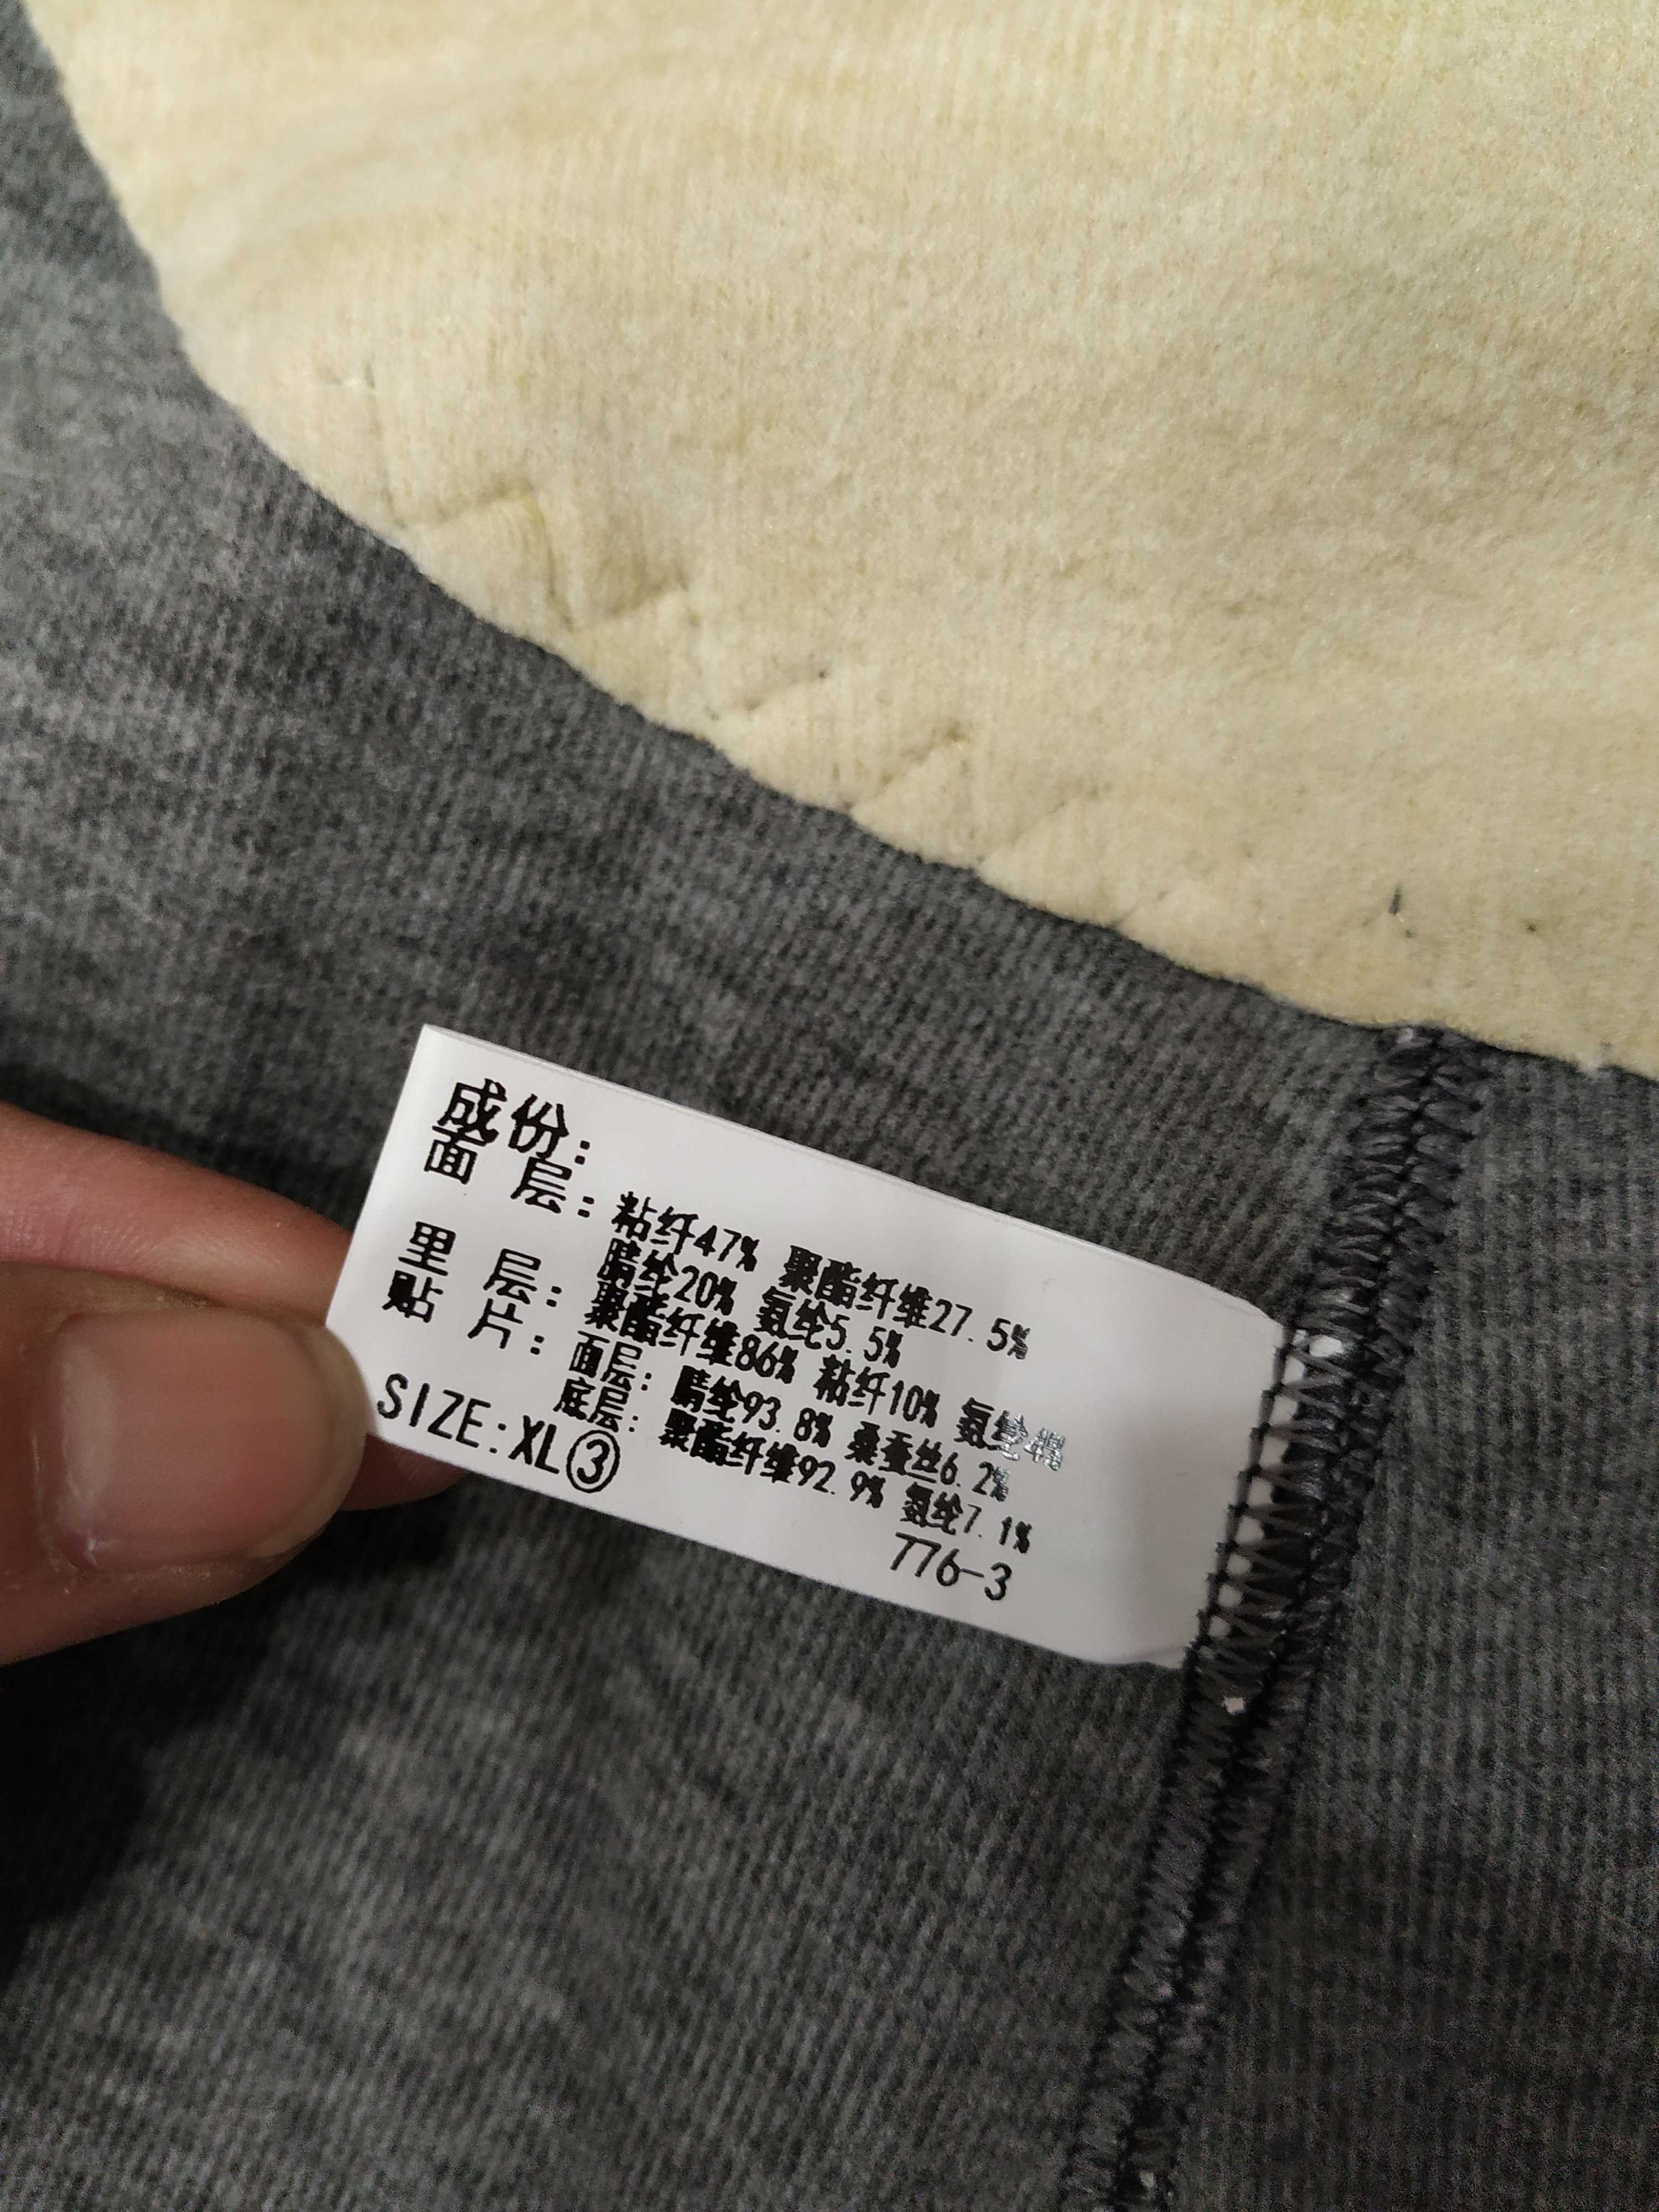 成份:
面 层: 粘纤47% 聚酯纤维27.5%
腈纶20% 氨纶5.5%
里 层: 聚酯纤维86% 粘纤10% 氨纶4%
贴 片: 面层: 腈纶93.8% 桑蚕丝6.2%
底层: 聚酯纤维92.9% 氨纶7.1%
SIZE: XL③
776-3